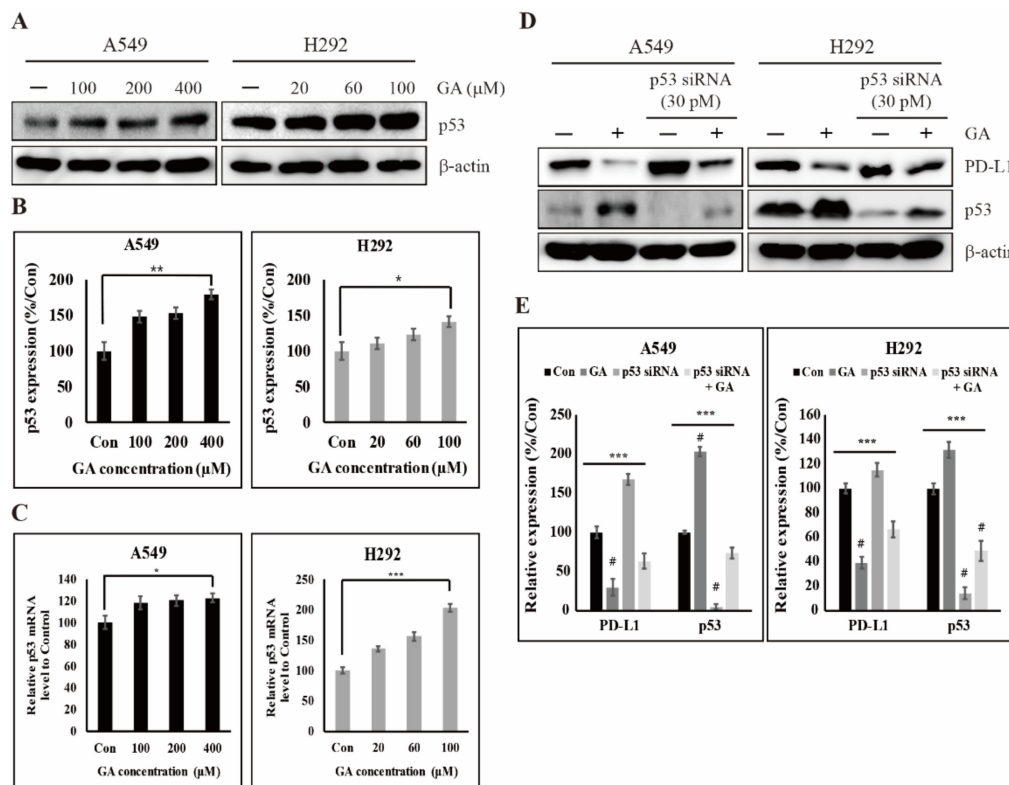 A
A549 H292
— 100 200 400 — 20 60 100 GA (μM)
p53
β-actin
B
A549
p53 expression (%/Con)
200
150
100
50
0
**
Con 100 200 400
GA concentration (μM)
H292
p53 expression (%/Con)
200
150
100
50
0
*
Con 20 60 100
GA concentration (μM)
C
A549
Relative p53 mRNA
level to Control
140
120
100
80
60
40
20
0
*
Con 100 200 400
GA concentration (μM)
H292
Relative p53 mRNA
level to Control
250
200
150
100
50
0
***
Con 20 60 100
GA concentration (μM)
D
A549 H292
p53 siRNA p53 siRNA
(30 pM) (30 pM)
— + — + — + — + GA
PD-L1
p53
β-actin
E
A549
Con GA p53 siRNA p53 siRNA
+ GA
Relative expression (%/Con)
250
200
150
100
50
0
***
***
#
#
#
PD-L1 p53
H292
Con GA p53 siRNA p53 siRNA
+ GA
Relative expression (%/Con)
160
140
120
100
80
60
40
20
0
***
***
#
#
#
PD-L1 p53